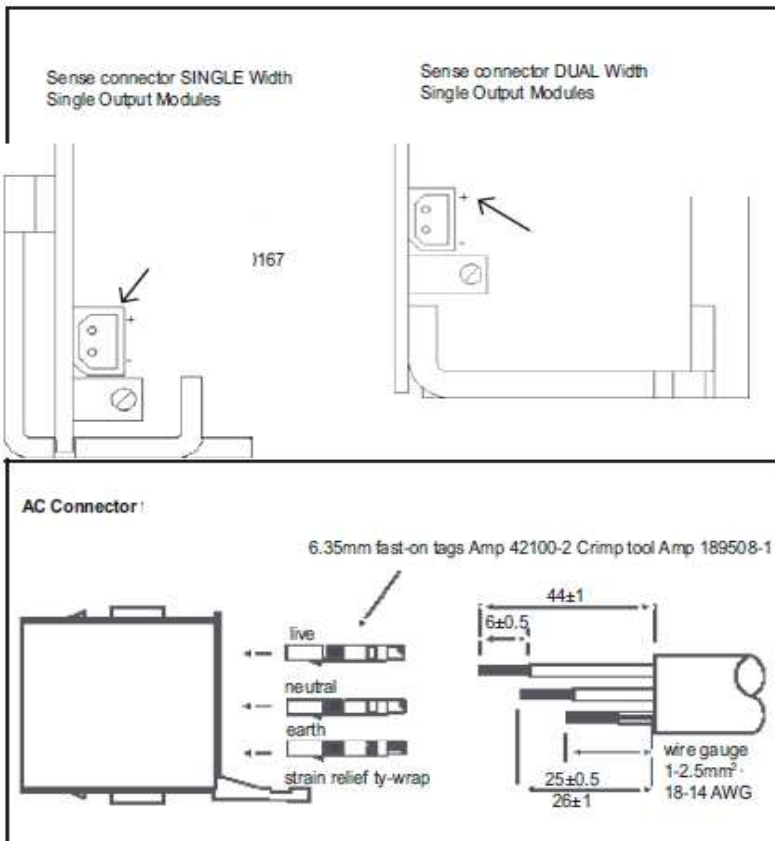 Sense connector SINGLE Width
Single Output Modules
Sense connector DUAL Width
Single Output Modules
+
-
0167
+
-
AC Connector
6.35mm fast-on tags Amp 42100-2 Crimp tool Amp 189508-1
live
neutral
earth
strain relief ty-wrap
44±1
6±0.5
25±0.5
26±1
wire gauge
1-2.5mm²
18-14 AWG